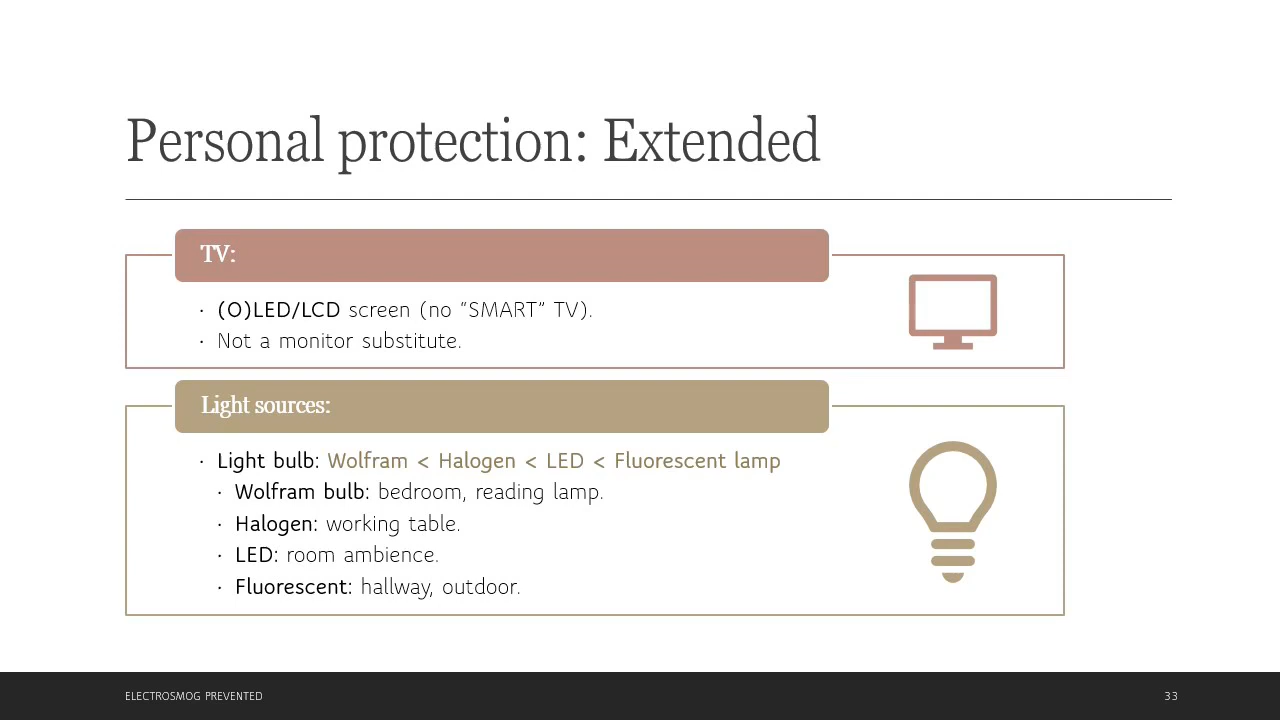 Personal protection: Extended
TV:
· (O)LED/LCD screen (no “SMART” TV).
· Not a monitor substitute.
Light sources:
· Light bulb: Wolfram < Halogen < LED < Fluorescent lamp
· Wolfram bulb: bedroom, reading lamp.
· Halogen: working table.
· LED: room ambience.
· Fluorescent: hallway, outdoor.
ELECTROSMOG PREVENTED
33